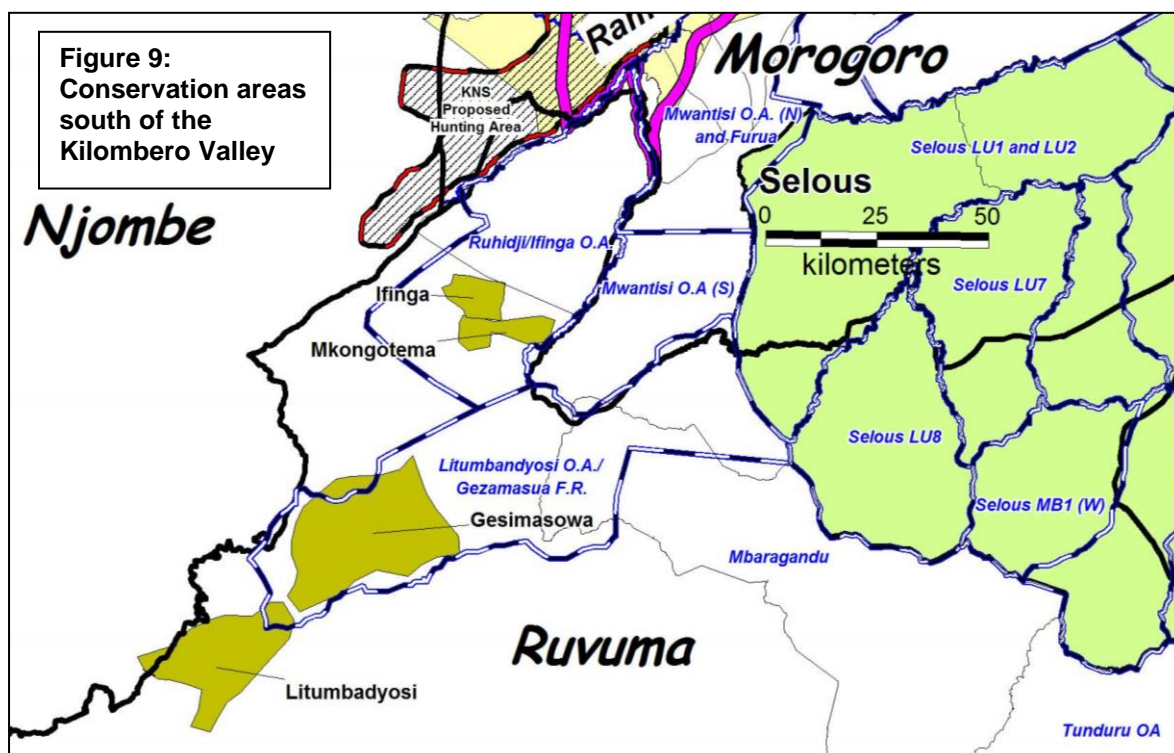 Figure 9:
Conservation areas
south of the
Kilombero Valley
KNS
Proposed
Hunting Area
Morogoro
Mwantisi O.A. (N)
and Furua
Selous LU1 and LU2
Selous
0 25 50
kilometers
Njombe
Ruhidji/Ifinga O.A.
Ifinga
Mwantisi O.A (S)
Selous LU7
Mkongotema
Litumbandyosi O.A./
Gezamasua F.R.
Selous LU8
Gesimasowa
Selous MB1 (W)
Mbaragandu
Ruvuma
Litumbadyosi
Tunduru OA